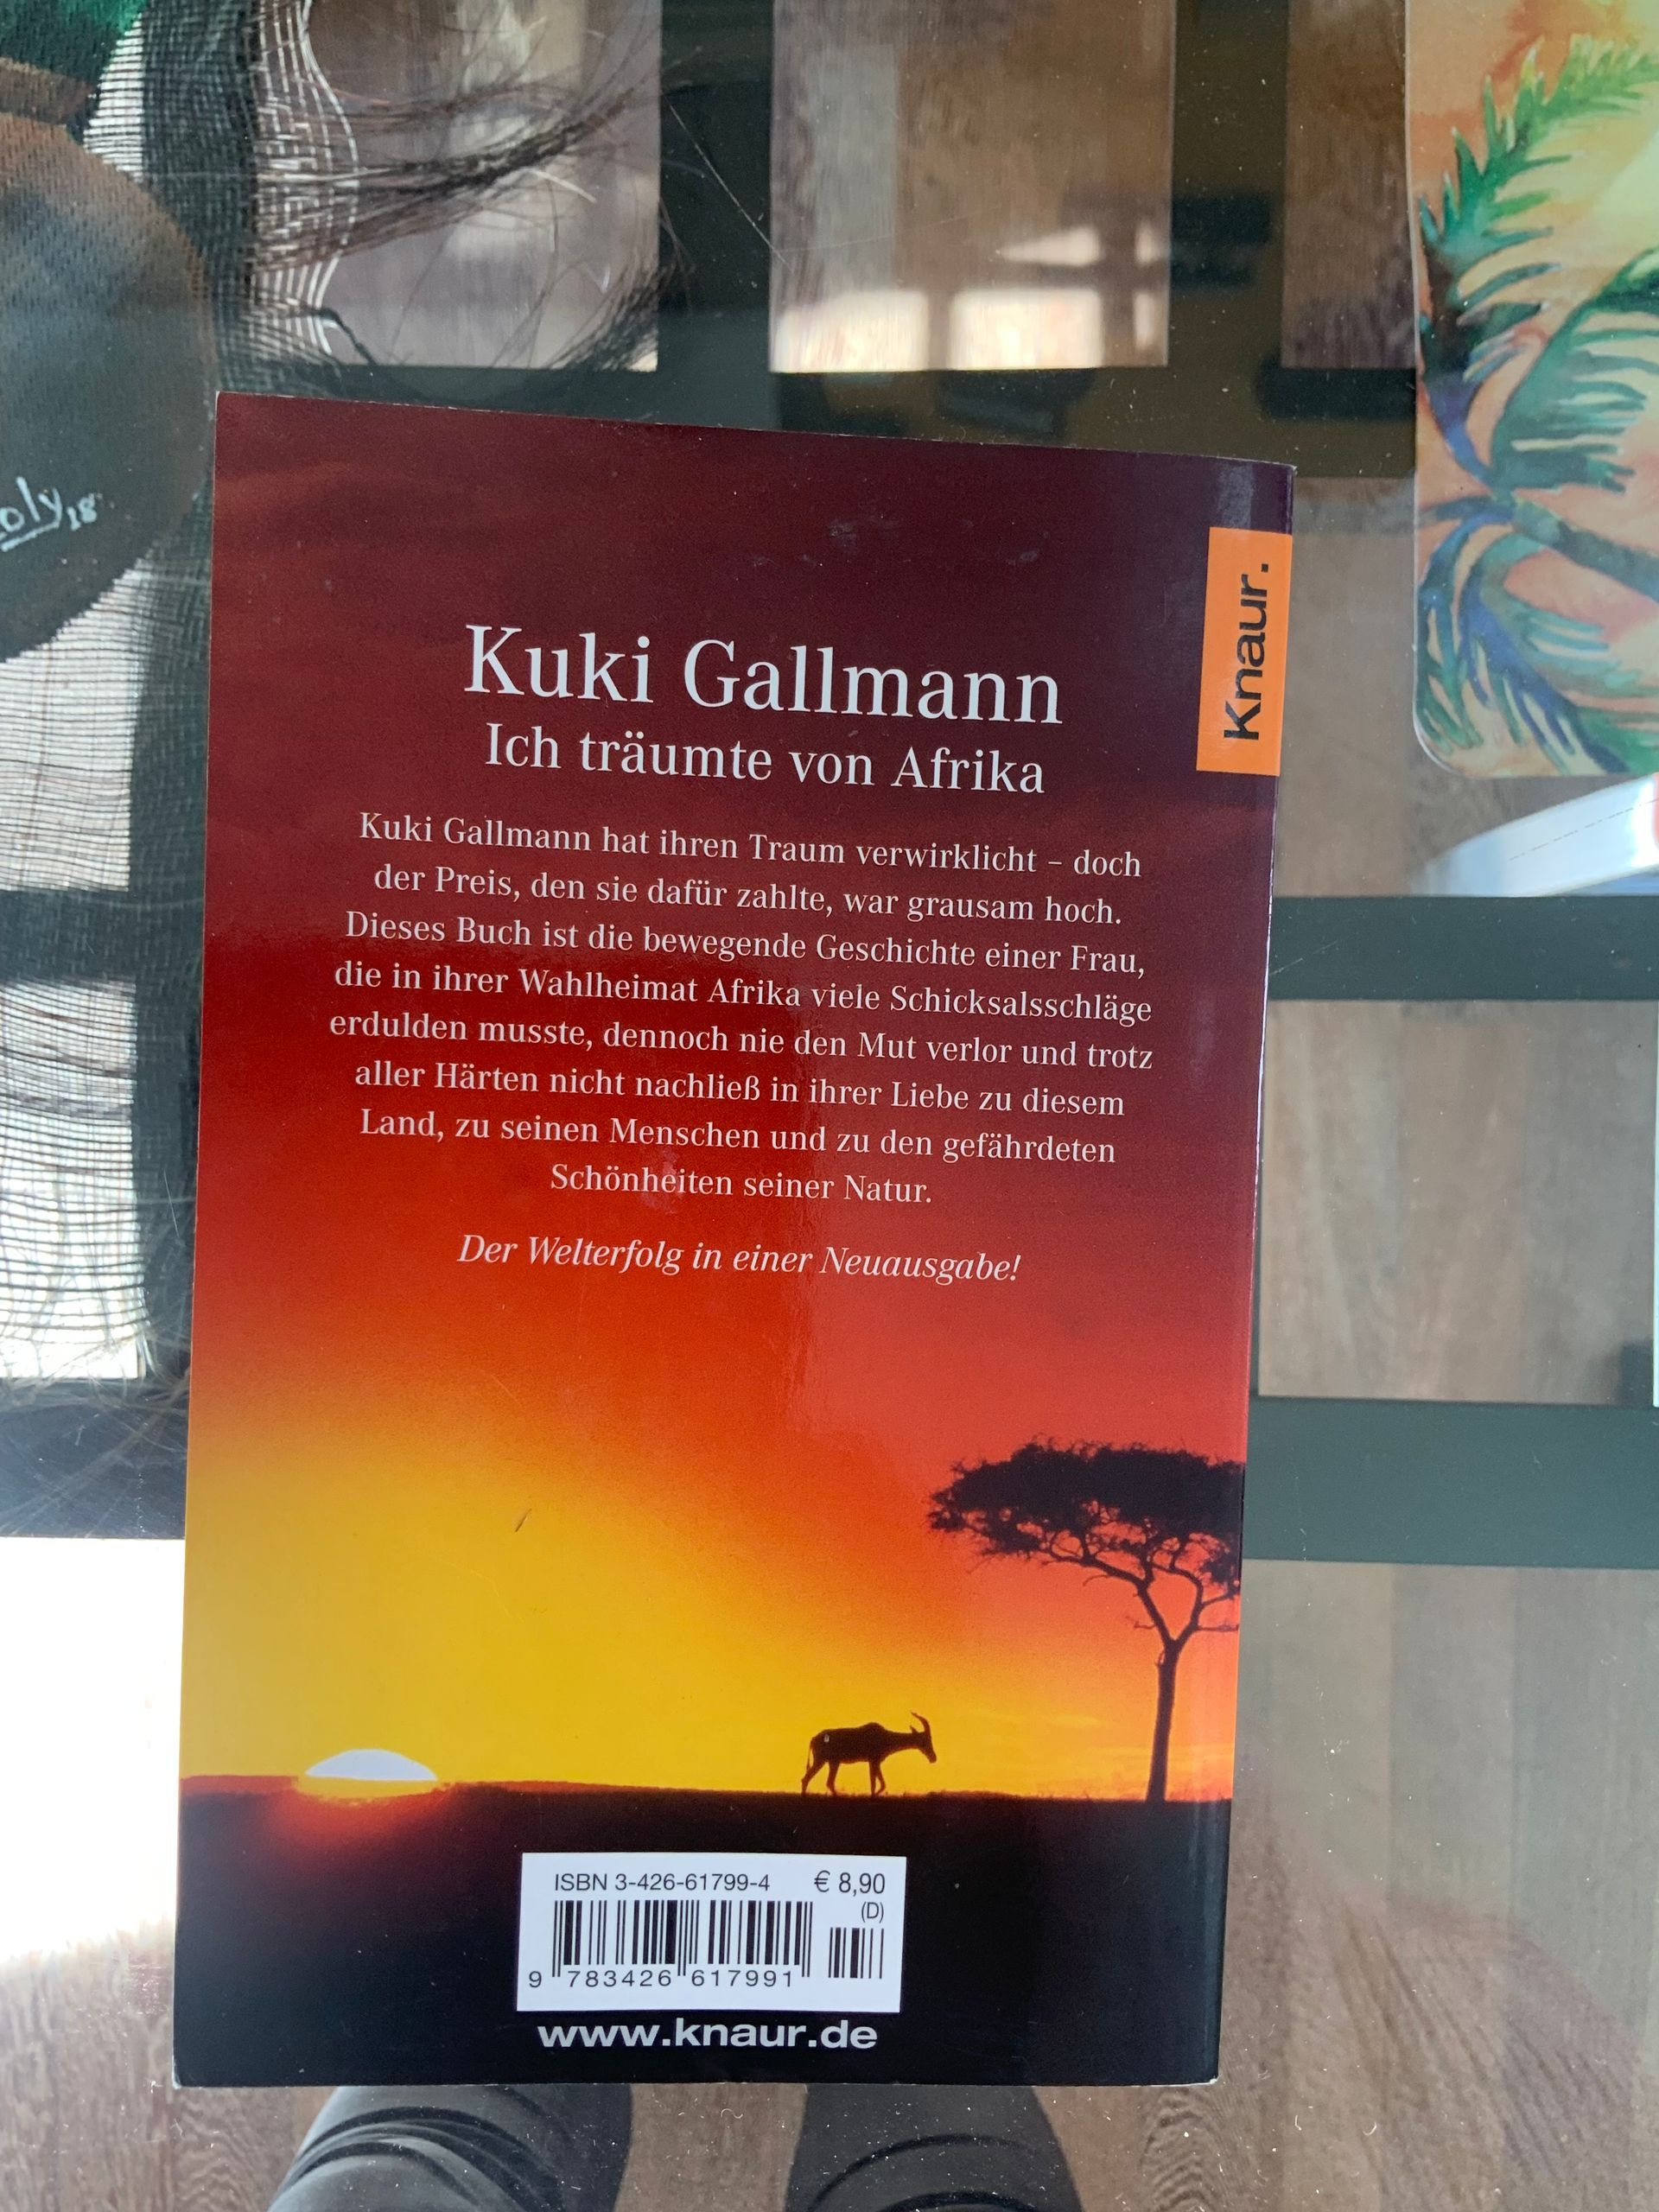 oly 18
Knaur.
Kuki Gallmann
Ich träumte von Afrika
Kuki Gallmann hat ihren Traum verwirklicht – doch
der Preis, den sie dafür zahlte, war grausam hoch.
Dieses Buch ist die bewegende Geschichte einer Frau,
die in ihrer Wahlheimat Afrika viele Schicksalsschläge
erdulden musste, dennoch nie den Mut verlor und trotz
aller Härten nicht nachließ in ihrer Liebe zu diesem
Land, zu seinen Menschen und zu den gefährdeten
Schönheiten seiner Natur.
Der Welterfolg in einer Neuausgabe!
ISBN 3-426-61799-4 € 8,90
(D)
9 783426 617991
www.knaur.de